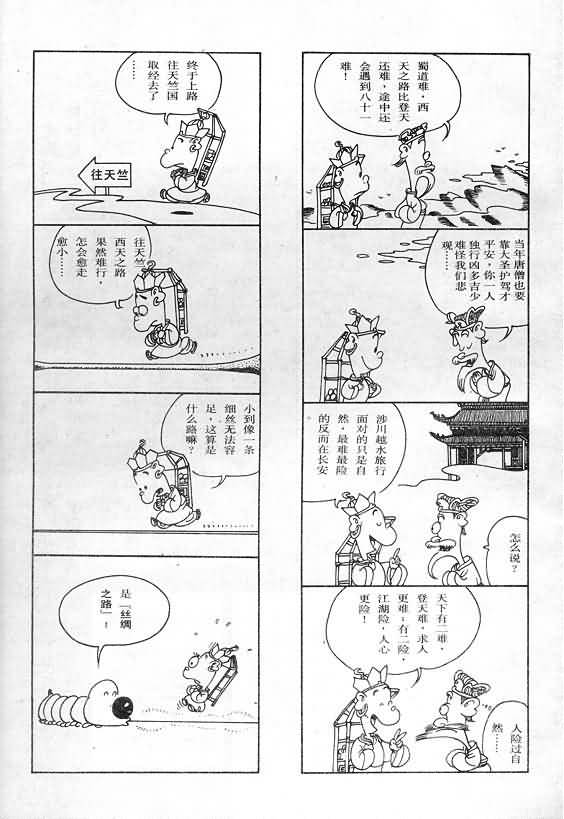 蜀道难，西
天之路比登天
还难，途中还
会遇到八十一
难！
当年唐僧也要
靠大圣护驾才
平安，你一人
独行凶多吉少
难怪我们悲
观……
涉川越水旅行
面对的只是自
然，最难最险
的反而在长安
怎么说？
天下有二难，
登天难，求人
更难；有二险，
江湖险，人心
更险！
人险过自
然……
终于上路
往天竺国
取经去了
……
往天竺
往天竺
西天之路
果然难行，
怎会愈走
愈小……
小到像一条
细丝无法容
足，这算是
什么路嘛？
是「丝绸
之路」！